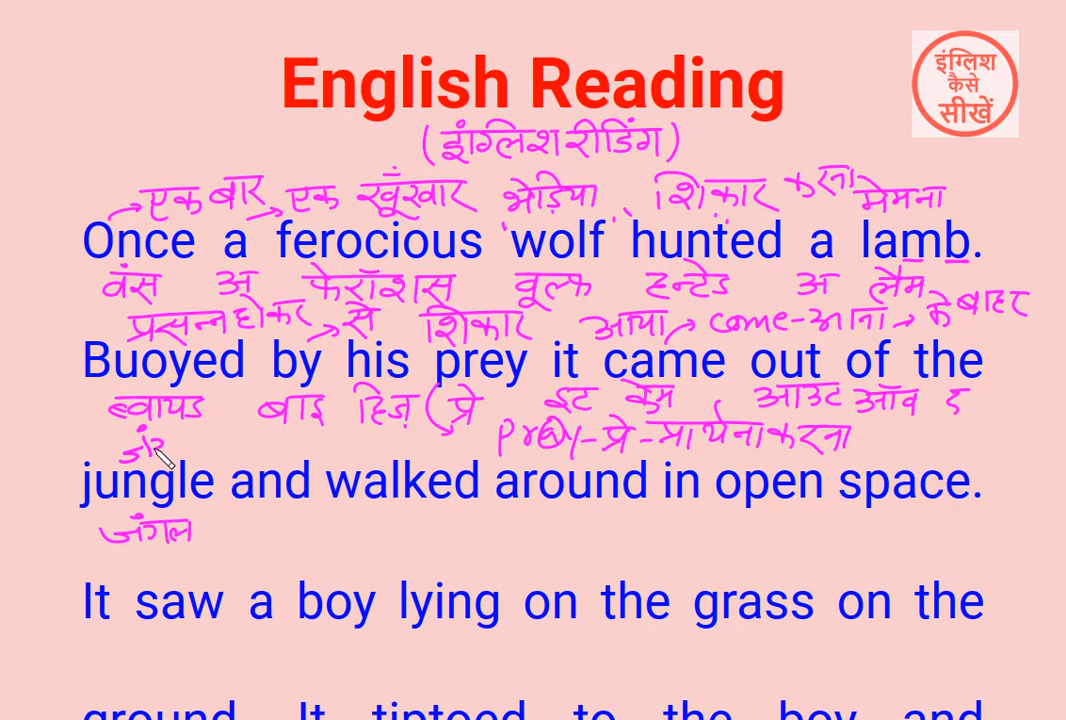 English Reading
इंग्लिश
कैसे
सीखें
(इंग्लिश रीडिंग)
→ एक बार → एक खूँखार भेड़िया शिकार करना मेमना
Once a ferocious wolf hunted a lamb.
वंस अ फेरॉशस वूल्फ हन्टेड अ लैम
प्रसन्न होकर → से शिकार आया → come-आना → के बाहर
Buoyed by his prey it came out of the
ब्वायड बाइ हिज़ (प्रे इट केम आउट ऑव द
pray-प्रे-प्रार्थना करना
jungle and walked around in open space.
जंगल
It saw a boy lying on the grass on the
ground. It tiptoed to the boy and